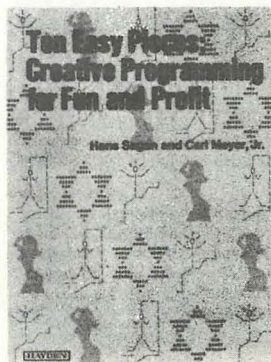 Ten Easy Pieces:
Creative Programming
for Fun and Profit
Hans Sagan and Carl Meyer, Jr.
HAYDEN